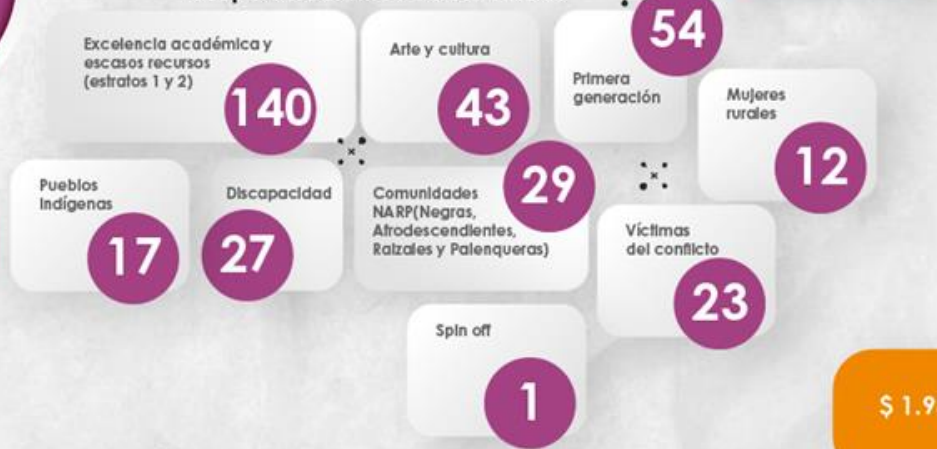 Excelencia académica y
escasos recursos
(estratos 1 y 2)
140
Arte y cultura
43
Primera
generación
54
Mujeres
rurales
12
Pueblos
Indígenas
17
Discapacidad
27
Comunidades
NARP(Negras,
Afrodescendientes,
Raizales y Palenqueras)
29
Víctimas
del conflicto
23
Spin off
1
$ 1.9